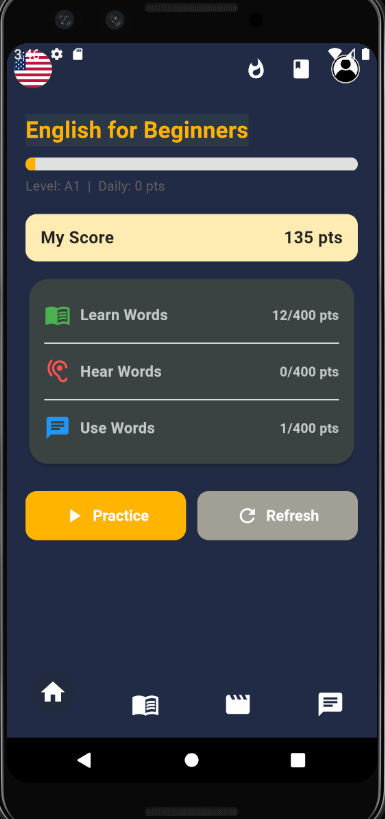 3:46
English for Beginners
Level: A1 | Daily: 0 pts
My Score 135 pts
Learn Words 12/400 pts
Hear Words 0/400 pts
Use Words 1/400 pts
Practice Refresh